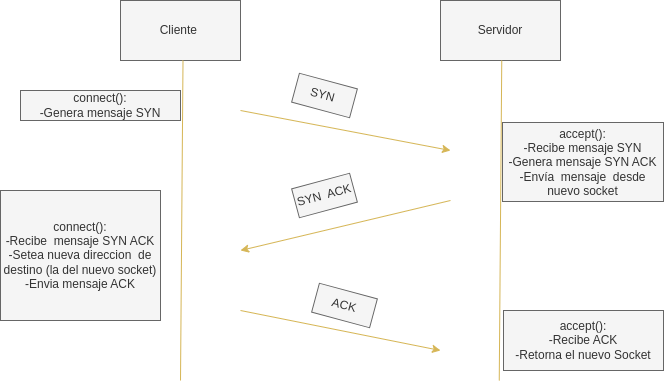 Cliente
Servidor
connect():
-Genera mensaje SYN
SYN
accept():
-Recibe mensaje SYN
-Genera mensaje SYN ACK
-Envía mensaje desde
nuevo socket
SYN ACK
connect():
-Recibe mensaje SYN ACK
-Setea nueva direccion de
destino (la del nuevo socket)
-Envia mensaje ACK
ACK
accept():
-Recibe ACK
-Retorna el nuevo Socket